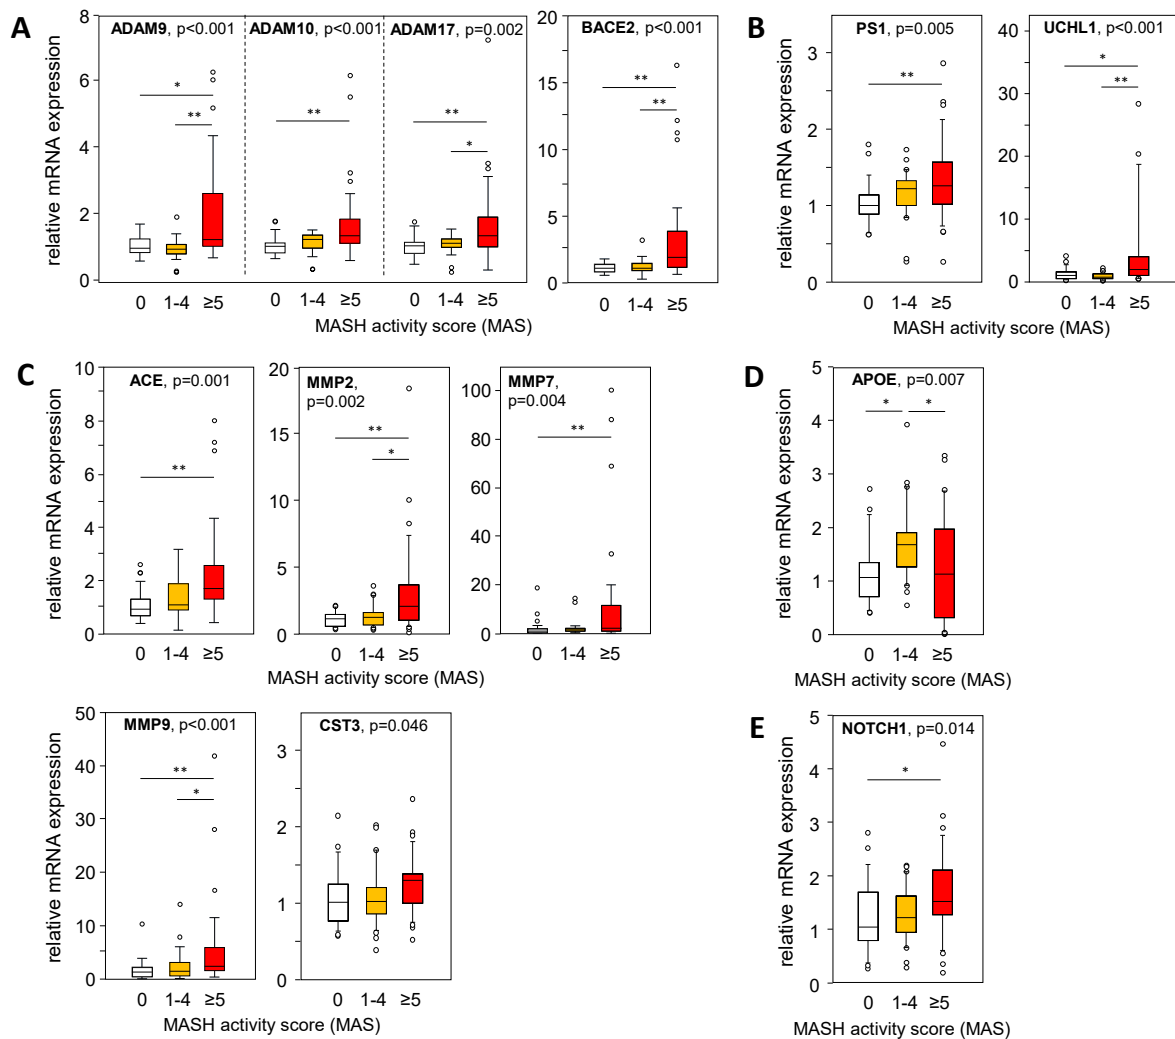 A
relative mRNA expression
8
6
4
2
0
ADAM9, p<0.001
*
**
0 1-4 ≥5
ADAM10, p<0.001
**
0 1-4 ≥5
ADAM17, p=0.002
**
*
0 1-4 ≥5
20
15
10
5
0
BACE2, p<0.001
**
**
0 1-4 ≥5
MASH activity score (MAS)
B
relative mRNA expression
3
2
1
0
PS1, p=0.005
**
0 1-4 ≥5
40
30
20
10
0
UCHL1, p<0.001
*
**
0 1-4 ≥5
MASH activity score (MAS)
C
relative mRNA expression
10
8
6
4
2
0
ACE, p=0.001
**
0 1-4 ≥5
20
15
10
5
0
MMP2,
p=0.002
**
*
0 1-4 ≥5
100
80
60
40
20
0
MMP7,
p=0.004
**
0 1-4 ≥5
MASH activity score (MAS)
D
relative mRNA expression
5
4
3
2
1
0
APOE, p=0.007
* *
0 1-4 ≥5
MASH activity score (MAS)
relative mRNA expression
50
40
30
20
10
0
MMP9, p<0.001
**
*
0 1-4 ≥5
3
2
1
0
CST3, p=0.046
0 1-4 ≥5
MASH activity score (MAS)
E
relative mRNA expression
5
4
3
2
1
0
NOTCH1, p=0.014
*
0 1-4 ≥5
MASH activity score (MAS)